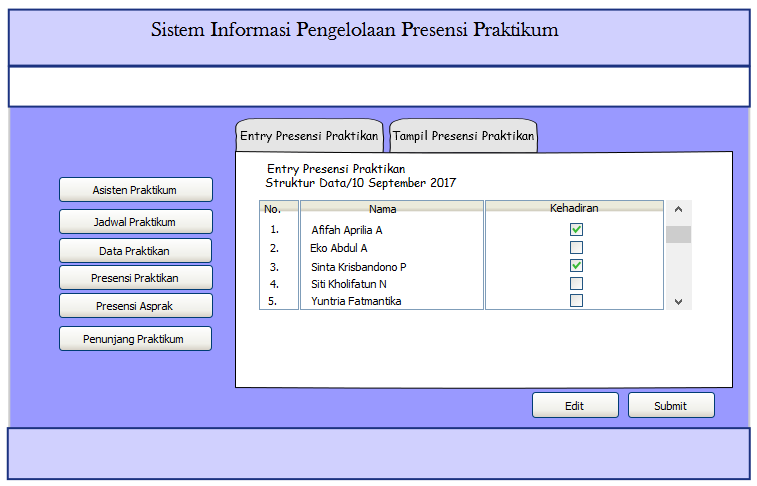 Sistem Informasi Pengelolaan Presensi Praktikum
Entry Presensi Praktikan Tampil Presensi Praktikan
Entry Presensi Praktikan
Struktur Data/10 September 2017
No. Nama Kehadiran
1. Afifah Aprilia A
2. Eko Abdul A
3. Sinta Krisbandono P
4. Siti Kholifatun N
5. Yuntria Fatmantika
Asisten Praktikum
Jadwal Praktikum
Data Praktikan
Presensi Praktikan
Presensi Asprak
Penunjang Praktikum
Edit Submit